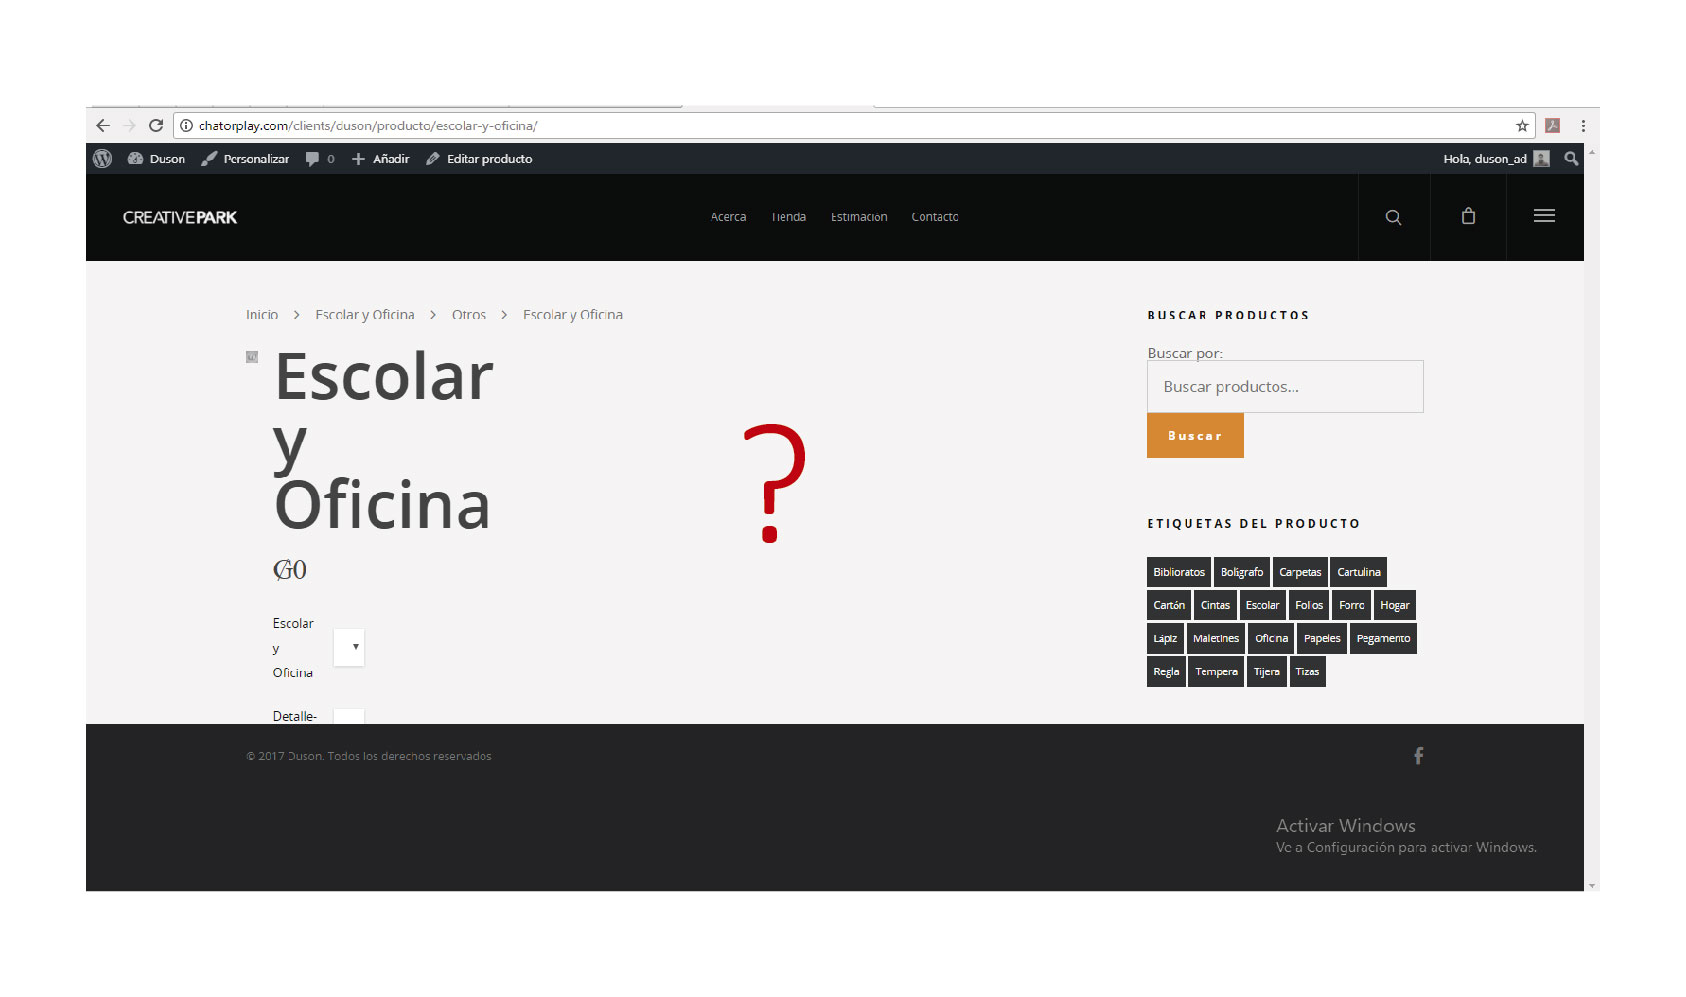 chatorplay.com/clients/duson/producto/escolar-y-oficina/
Duson Personalizar 0 Añadir Editar producto Hola, duson_ad
CREATIVEPARK Acerca Tienda Estimación Contacto
Inicio > Escolar y Oficina > Otros > Escolar y Oficina
Escolar
y
Oficina
₲0
Escolar
y
Oficina
Detalle-
?
BUSCAR PRODUCTOS
Buscar por:
Buscar productos...
Buscar
ETIQUETAS DEL PRODUCTO
Biblioratos Bolígrafo Carpetas Cartulina
Cartón Cintas Escolar Folios Forro Hogar
Lápiz Maletines Oficina Papeles Pegamento
Regla Tempera Tijera Tizas
© 2017 Duson. Todos los derechos reservados
Activar Windows
Ve a Configuración para activar Windows.